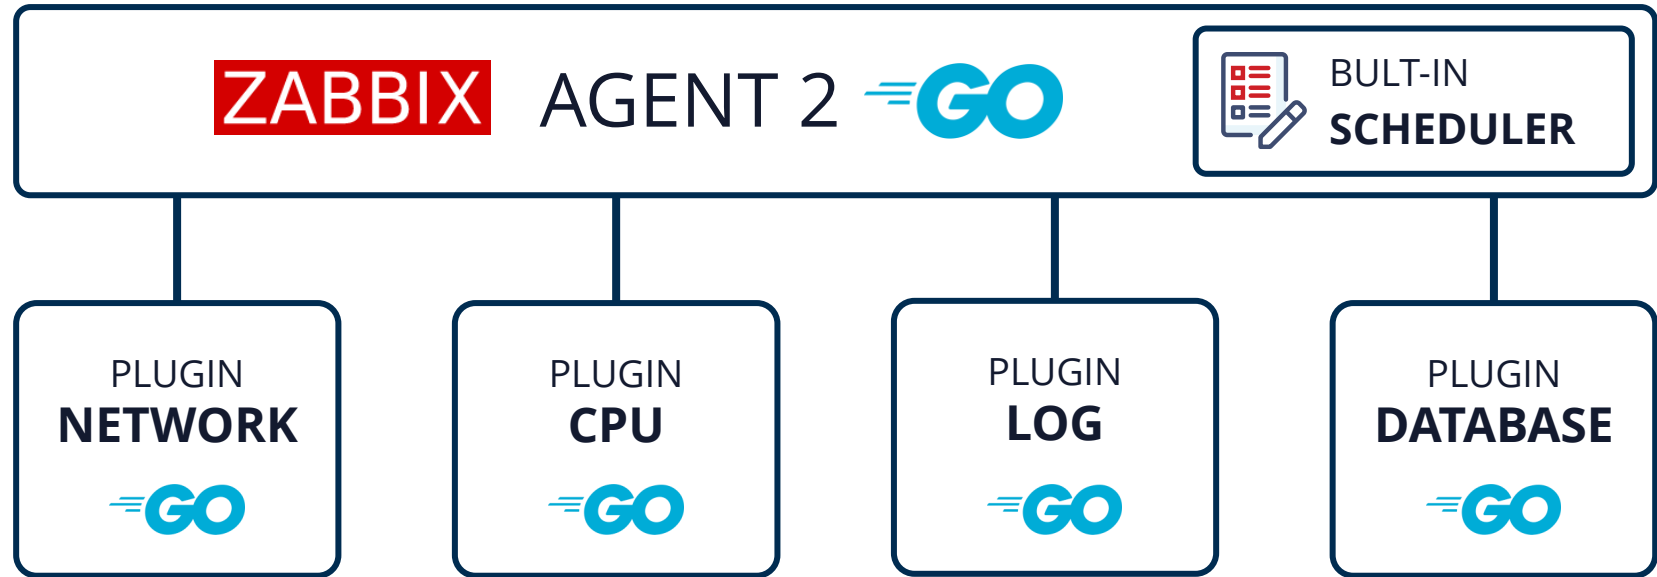 ZABBIX AGENT 2 GO
BULT-IN
SCHEDULER
PLUGIN
NETWORK
GO
PLUGIN
CPU
GO
PLUGIN
LOG
GO
PLUGIN
DATABASE
GO